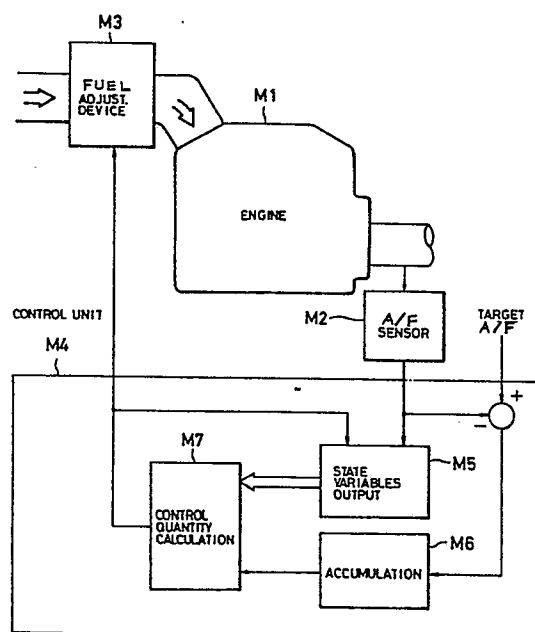 M3
FUEL
ADJUST.
DEVICE
M1
ENGINE
CONTROL UNIT
M4
M2
A/F
SENSOR
TARGET
A/F
+
−
M7
CONTROL
QUANTITY
CALCULATION
STATE
VARIABLES
OUTPUT
M5
M6
ACCUMULATION